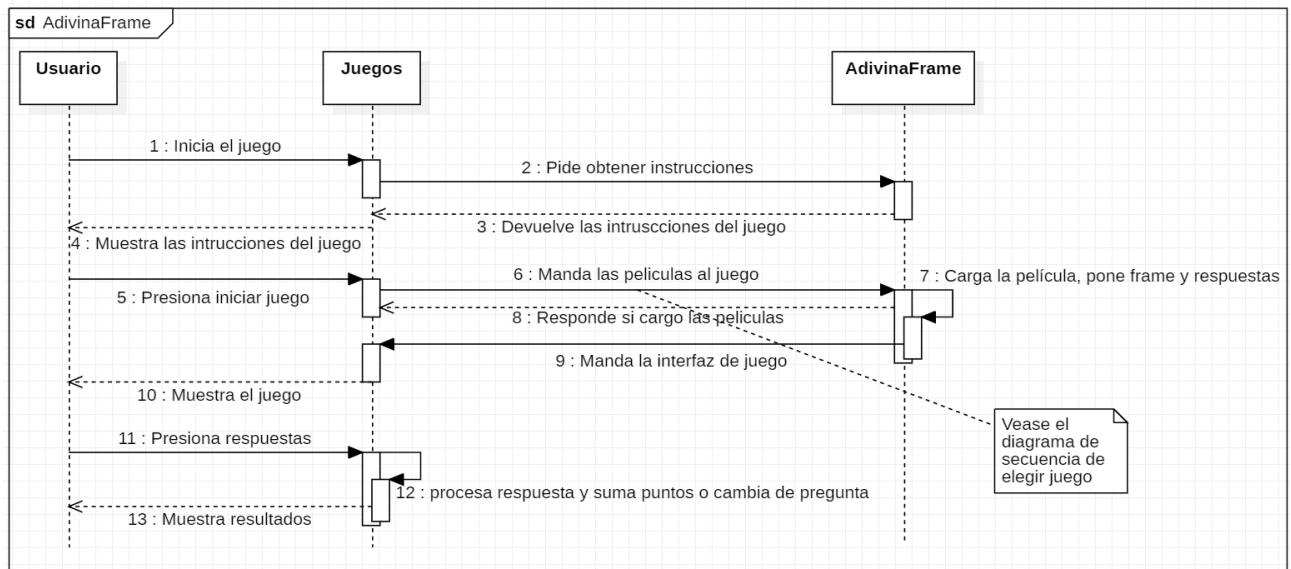 sd AdivinaFrame
Usuario
Juegos
AdivinaFrame
1 : Inicia el juego
2 : Pide obtener instrucciones
3 : Devuelve las intruscciones del juego
4 : Muestra las intrucciones del juego
5 : Presiona iniciar juego
6 : Manda las peliculas al juego
7 : Carga la película, pone frame y respuestas
8 : Responde si cargo las peliculas
9 : Manda la interfaz de juego
10 : Muestra el juego
11 : Presiona respuestas
Vease el
diagrama de
secuencia de
elegir juego
12 : procesa respuesta y suma puntos o cambia de pregunta
13 : Muestra resultados